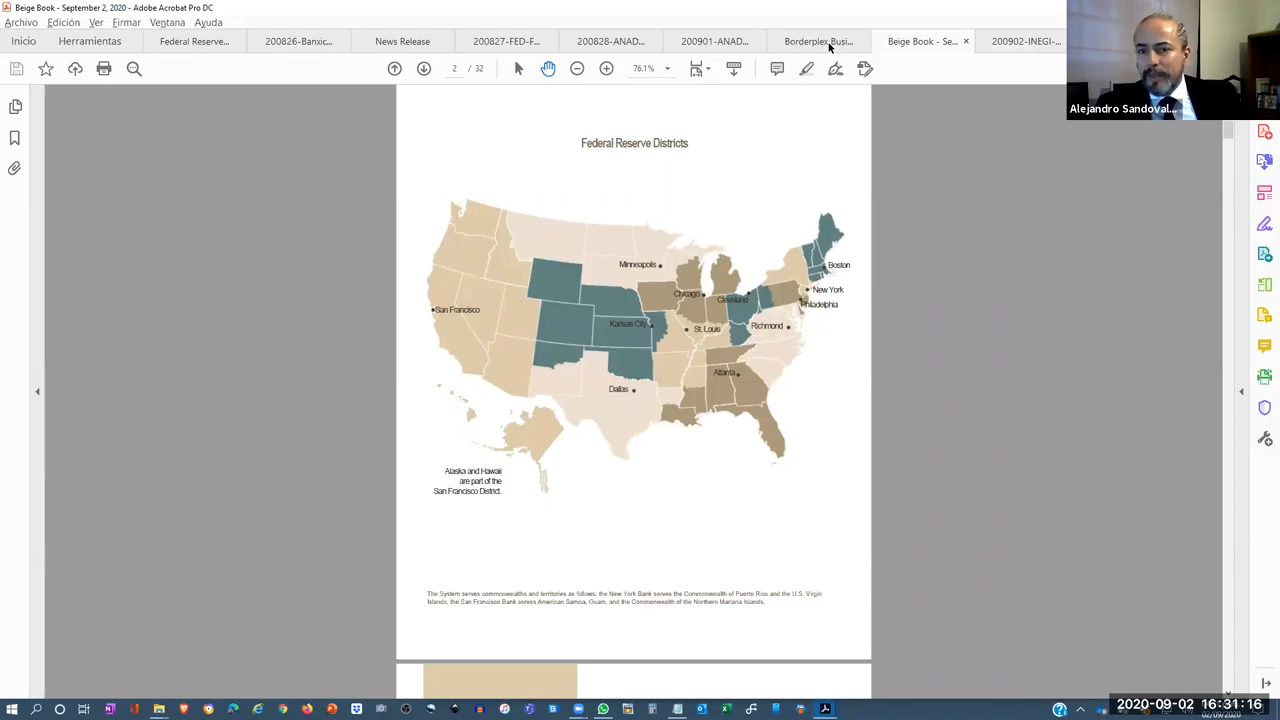 Beige Book - September 2, 2020 - Adobe Acrobat Pro DC
Archivo Edición Ver Firmar Ventana Ayuda
Inicio Herramientas Federal Reserve... 200826-Banxic... News Release 200827-FED-F... 200828-ANAD... 200901-ANAD... Borderplex Busi... Beige Book - Se... × 200902-INEGI-...
2 / 32 76.1%
Alejandro Sandoval...
Federal Reserve Districts
Boston
Minneapolis
New York
Chicago
Cleveland
Philadelphia
San Francisco
Kansas City
St. Louis
Richmond
Atlanta
Dallas
Alaska and Hawaii
are part of the
San Francisco District.
The System serves commonwealths and territories as follows: the New York Bank serves the Commonwealth of Puerto Rico and the U.S. Virgin
Islands; the San Francisco Bank serves American Samoa, Guam, and the Commonwealth of the Northern Mariana Islands.
2020-09-02 16:31:16
02/09/2020